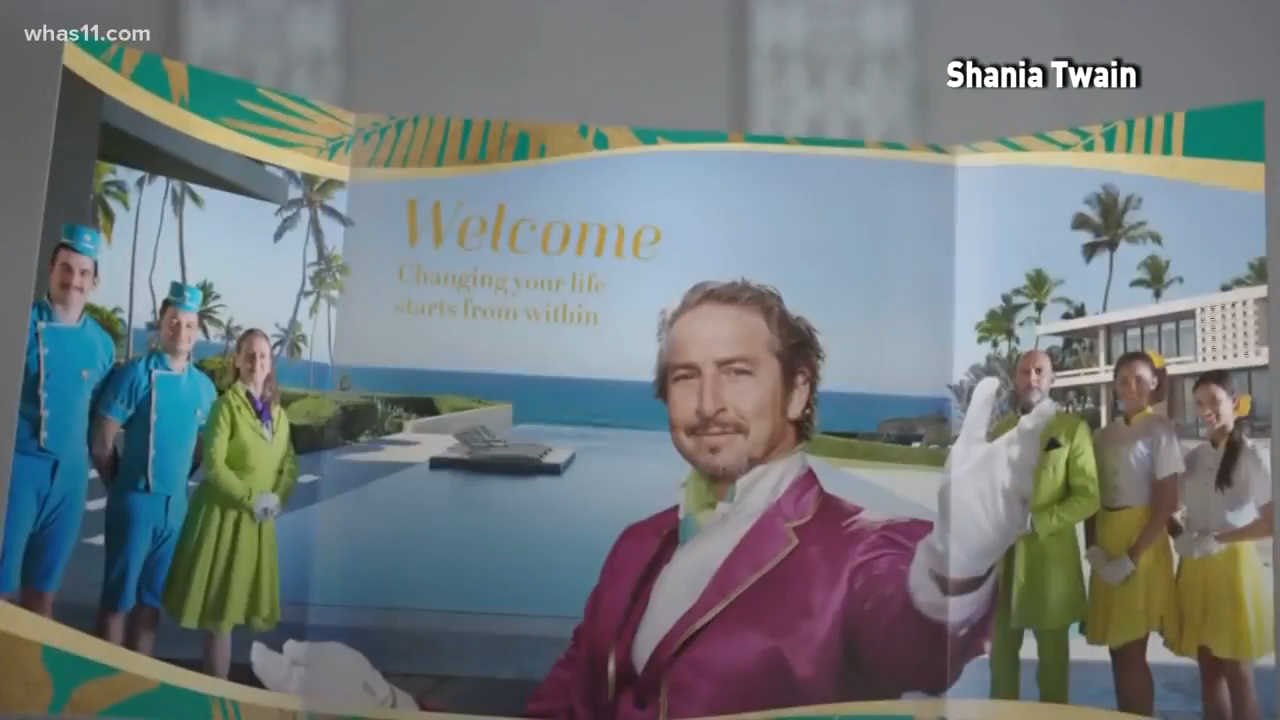 whas11.com
Shania Twain
Welcome
Changing your life
starts from within